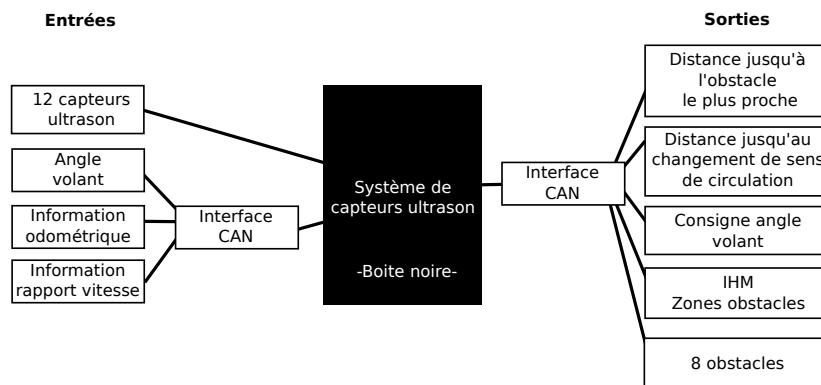 Entrées
Sorties
12 capteurs
ultrason
Angle
volant
Information
odométrique
Information
rapport vitesse
Interface
CAN
Système de
capteurs ultrason
-Boite noire-
Interface
CAN
Distance jusqu'à
l'obstacle
le plus proche
Distance jusqu'au
changement de sens
de circulation
Consigne angle
volant
IHM
Zones obstacles
8 obstacles